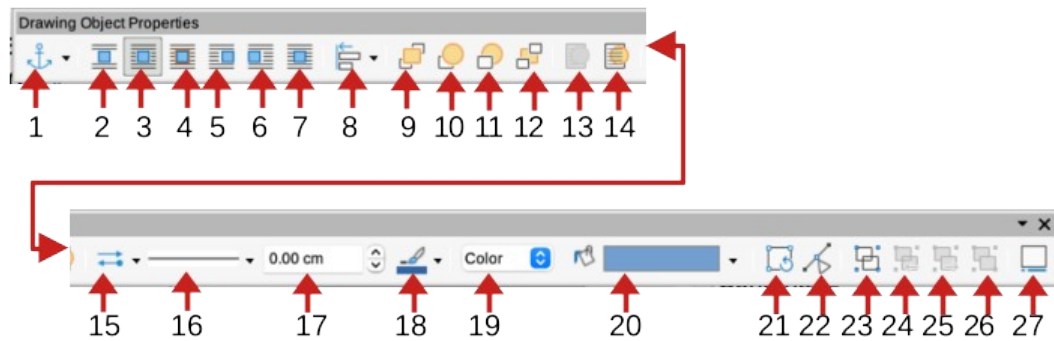 Drawing Object Properties
1 2 3 4 5 6 7 8 9 10 11 12 13 14
0.00 cm Color
15 16 17 18 19 20 21 22 23 24 25 26 27